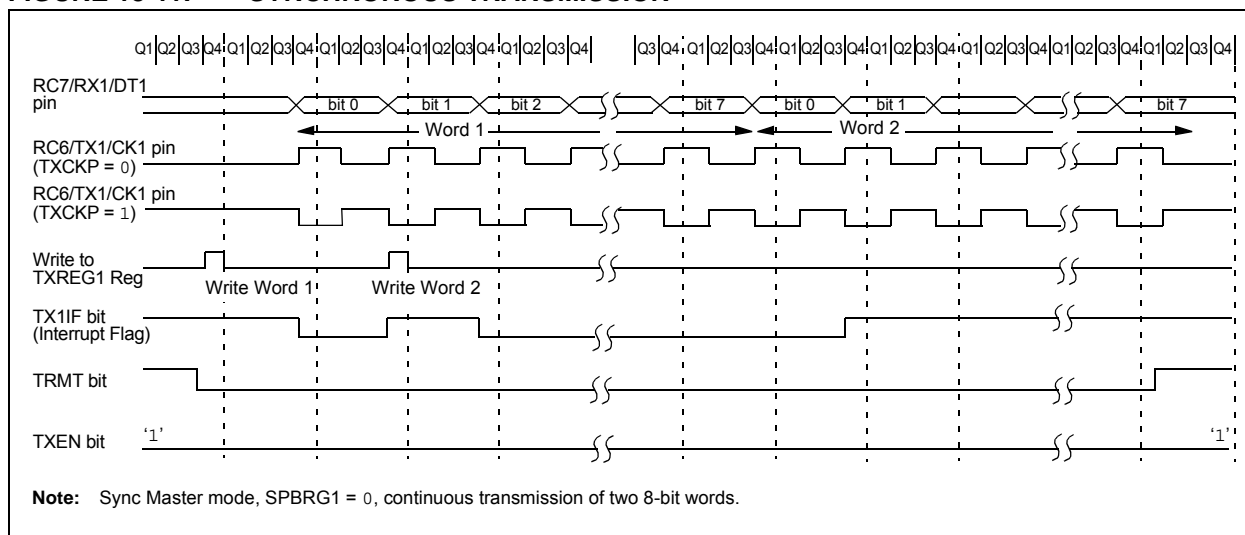 SYNCHRONOUS TRANSMISSION
Q1 Q2 Q3 Q4 Q1 Q2 Q3 Q4 Q1 Q2 Q3 Q4 Q1 Q2 Q3 Q4 Q1 Q2 Q3 Q4 Q3 Q4 Q1 Q2 Q3 Q4 Q1 Q2 Q3 Q4 Q1 Q2 Q3 Q4 Q1 Q2 Q3 Q4 Q1 Q2 Q3 Q4 Q1 Q2 Q3 Q4
RC7/RX1/DT1
pin
bit 0 bit 1 bit 2 bit 7 bit 0 bit 1 bit 7
Word 1 Word 2
RC6/TX1/CK1 pin
(TXCKP = 0)
RC6/TX1/CK1 pin
(TXCKP = 1)
Write to
TXREG1 Reg
Write Word 1 Write Word 2
TX1IF bit
(Interrupt Flag)
TRMT bit
TXEN bit ‘1’ ‘1’
Note: Sync Master mode, SPBRG1 = 0, continuous transmission of two 8-bit words.